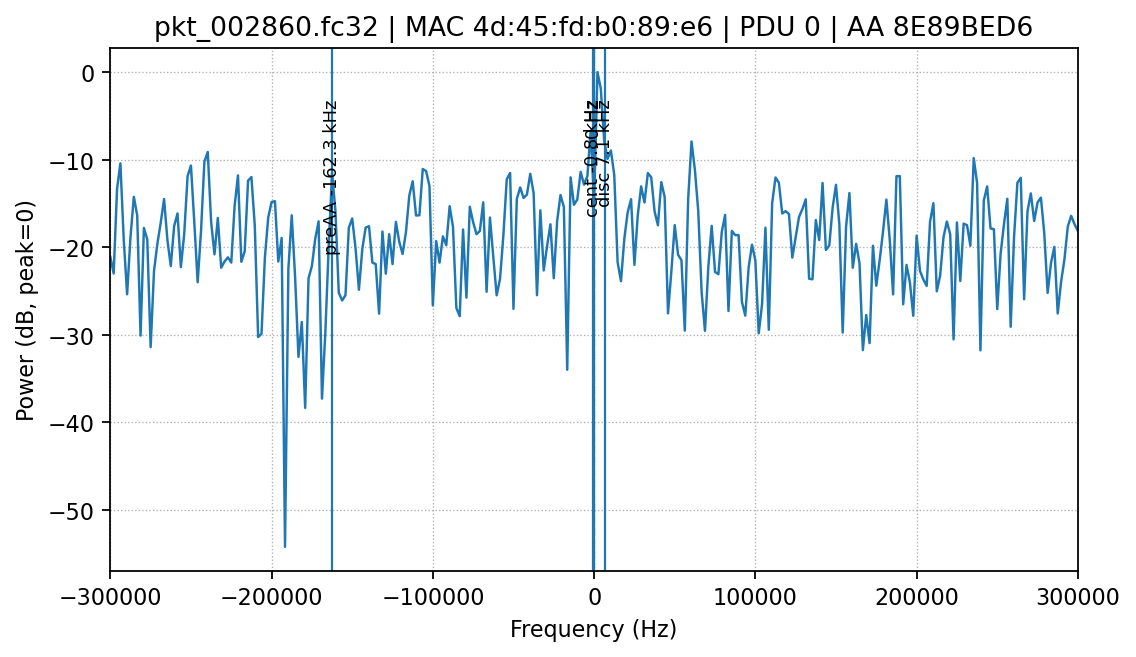 pkt_002860.fc32 | MAC 4d:45:fd:b0:89:e6 | PDU 0 | AA 8E89BED6
Power (dB, peak=0)
0
−10
−20
−30
−40
−50
preAA -162.3 kHz
cent kHz
disc 7.1 kHz
−300000 −200000 −100000 0 100000 200000 300000
Frequency (Hz)